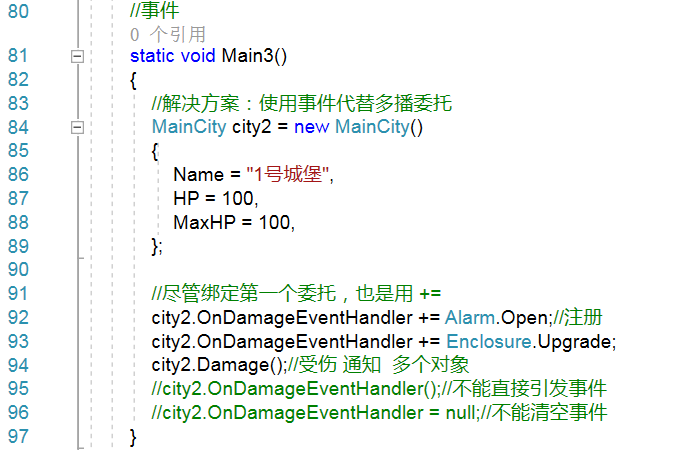 80 //事件
0 个引用
81 static void Main3()
82 {
83 //解决方案：使用事件代替多播委托
84 MainCity city2 = new MainCity()
85 {
86 Name = "1号城堡",
87 HP = 100,
88 MaxHP = 100,
89 };
90
91 //尽管绑定第一个委托，也是用 +=
92 city2.OnDamageEventHandler += Alarm.Open;//注册
93 city2.OnDamageEventHandler += Enclosure.Upgrade;
94 city2.Damage();//受伤 通知  多个对象
95 //city2.OnDamageEventHandler();//不能直接引发事件
96 //city2.OnDamageEventHandler = null;//不能清空事件
97 }